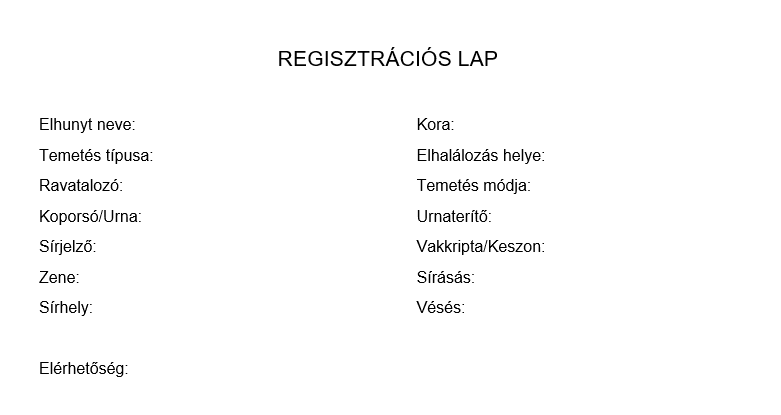 REGISZTRÁCIÓS LAP
Elhunyt neve: Kora:
Temetés típusa: Elhalálozás helye:
Ravatalozó: Temetés módja:
Koporsó/Urna: Urnaterítő:
Sírjelző: Vakkripta/Keszon:
Zene: Sírásás:
Sírhely: Vésés:
Elérhetőség: